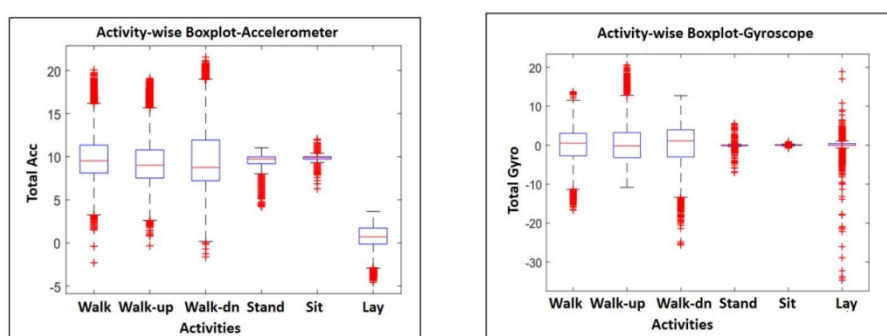 Activity-wise Boxplot-Accelerometer
20
15
10
5
0
-5
Total Acc
Walk Walk-up Walk-dn Stand Sit Lay
Activities
Activity-wise Boxplot-Gyroscope
20
10
0
-10
-20
-30
Total Gyro
Walk Walk-up Walk-dn Stand Sit Lay
Activities